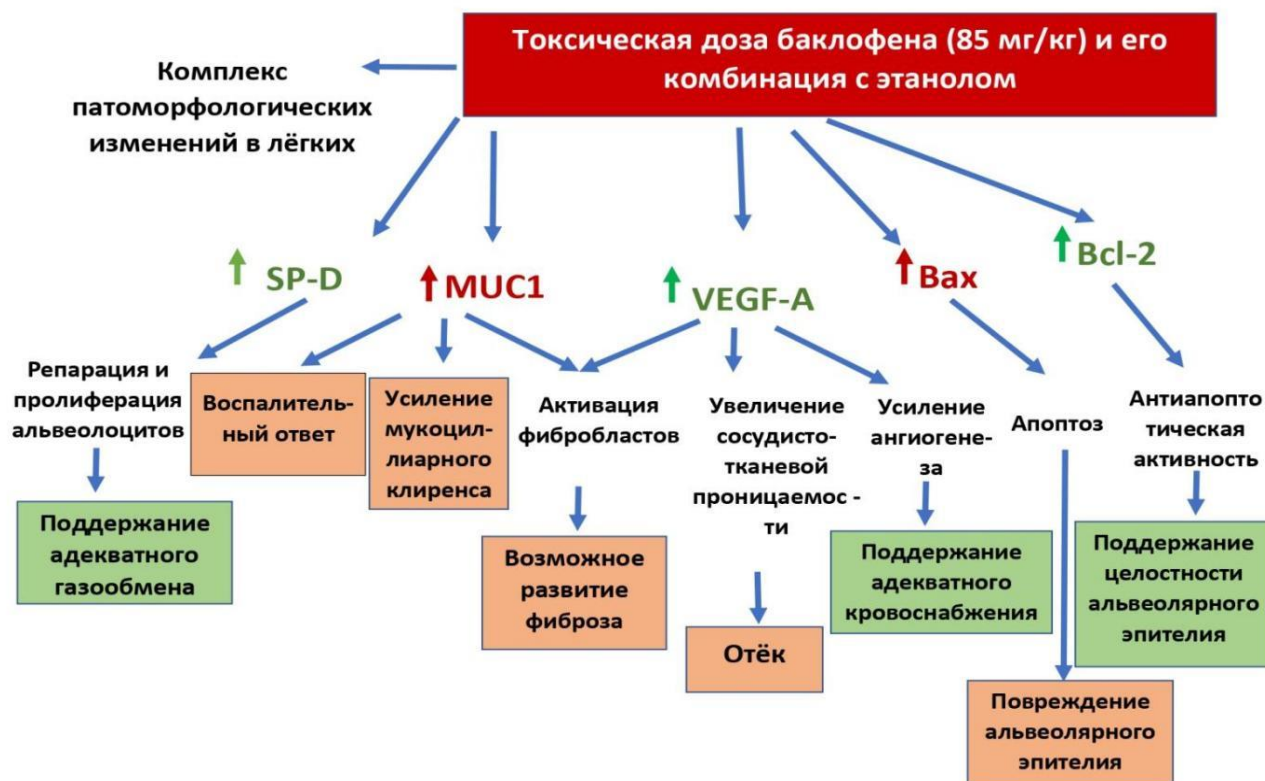 Токсическая доза баклофена (85 мг/кг) и его
комбинация с этанолом
Комплекс
патоморфологических
изменений в лёгких
SP-D
MUC1
VEGF-A
Bax
Bcl-2
Репарация и
пролиферация
альвеолоцитов
Воспалитель-
ный ответ
Усиление
мукоцил-
лиарного
клиренса
Активация
фибробластов
Увеличение
сосудисто-
тканевой
проницаемос -
ти
Усиление
ангиогене-
за
Апоптоз
Антиапопто
тическая
активность
Поддержание
адекватного
газообмена
Возможное
развитие
фиброза
Отёк
Поддержание
адекватного
кровоснабжения
Повреждение
альвеолярного
эпителия
Поддержание
целостности
альвеолярного
эпителия